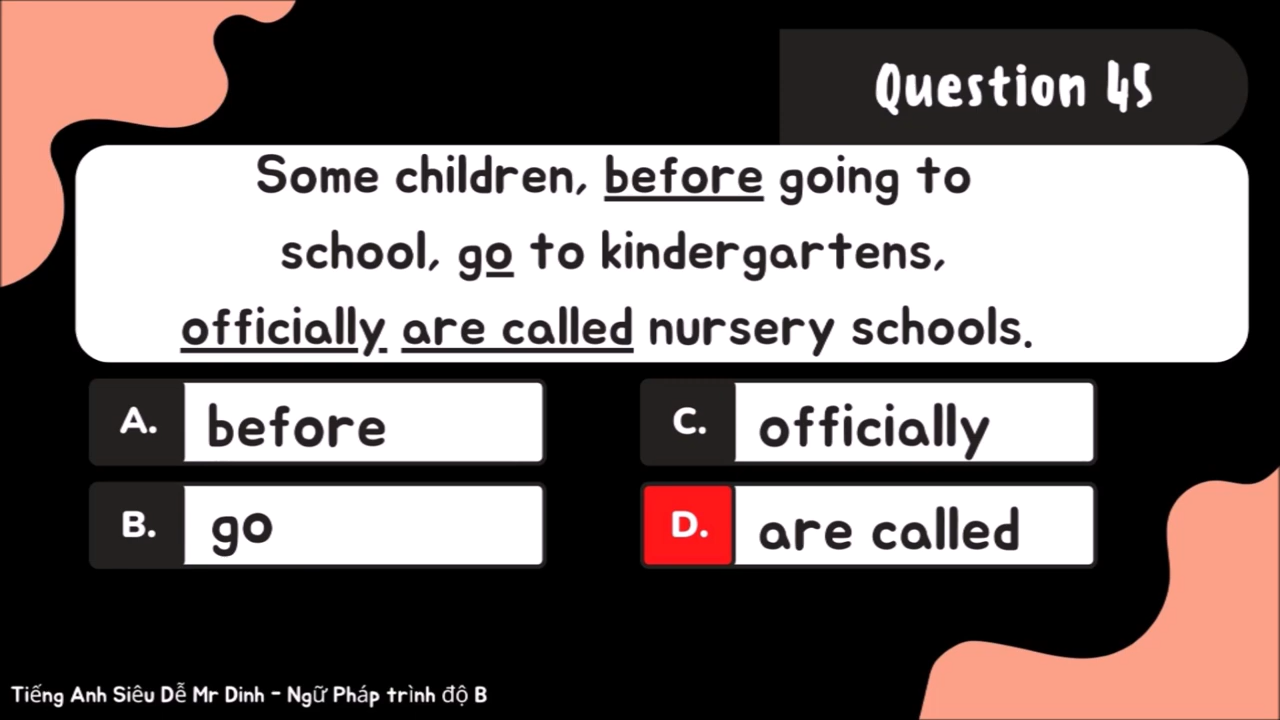 Question 45
Some children, before going to
school, go to kindergartens,
officially are called nursery schools.
A. before
C. officially
B. go
D. are called
Tiếng Anh Siêu Dễ Mr Dinh - Ngữ Pháp trình độ B